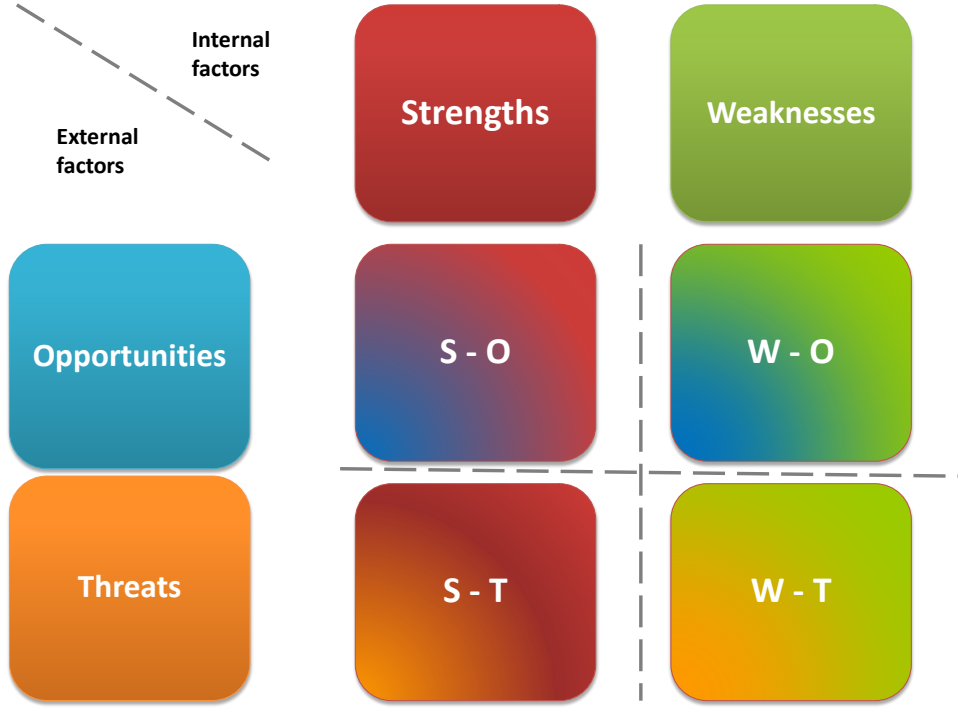 Internal
factors
External
factors
Strengths
Weaknesses
Opportunities
S - O
W - O
Threats
S - T
W - T